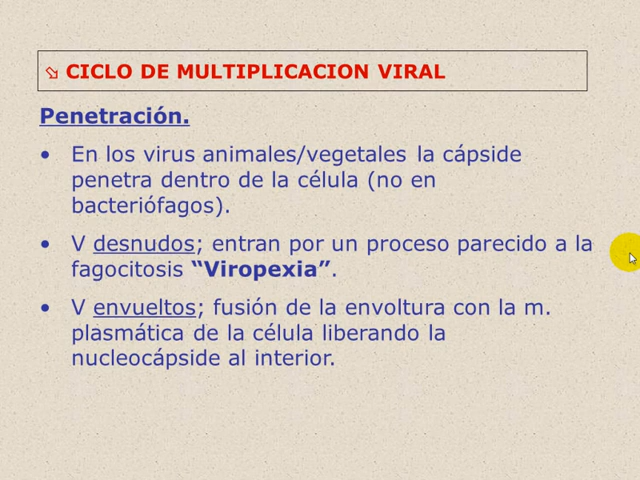 CICLO DE MULTIPLICACION VIRAL
Penetración.
• En los virus animales/vegetales la cápside
penetra dentro de la célula (no en
bacteriófagos).
• V desnudos; entran por un proceso parecido a la
fagocitosis “Viropexia”.
• V envueltos; fusión de la envoltura con la m.
plasmática de la célula liberando la
nucleocápside al interior.